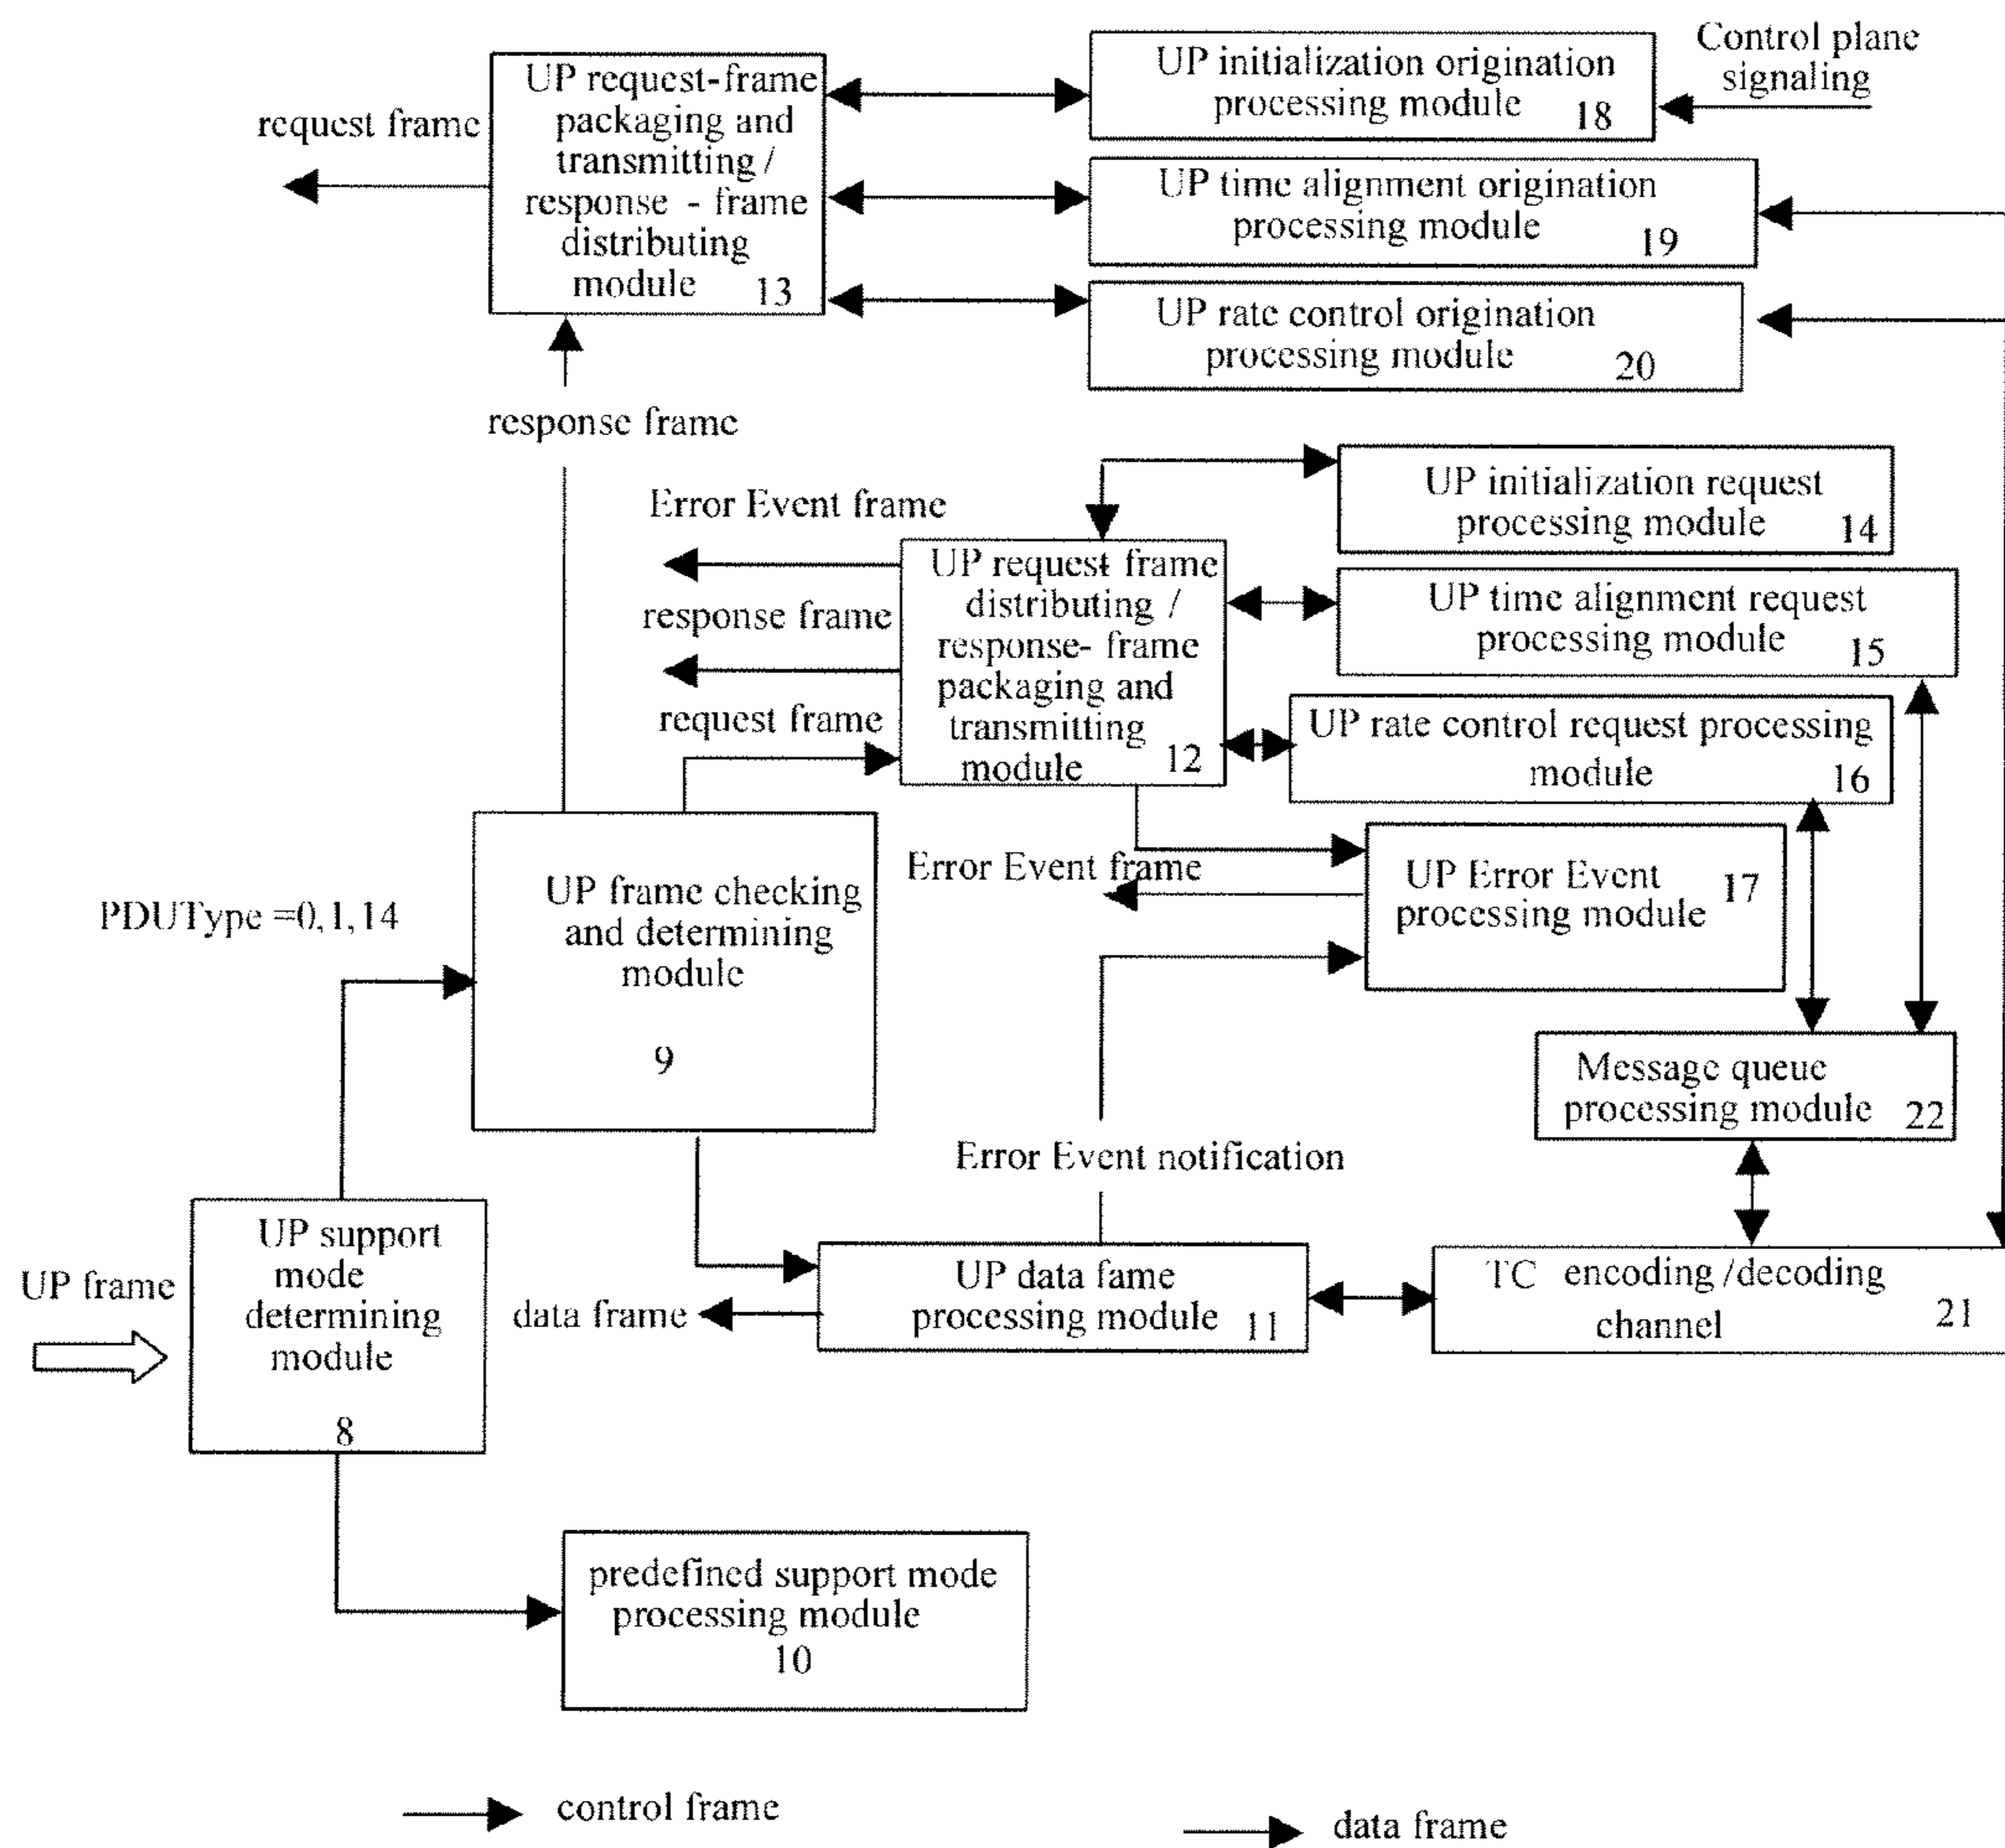 Control plane
signaling
UP request-frame
packaging and
transmitting /
response - frame
distributing
module 13
request frame
UP initialization origination
processing module 18
UP time alignment origination
processing module 19
UP rate control origination
processing module 20
response frame
UP initialization request
processing module 14
Error Event frame
UP request frame
distributing /
response- frame
packaging and
transmitting
module 12
response frame
UP time alignment request
processing module 15
request frame
UP rate control request processing
module 16
Error Event frame
UP Error Event
processing module 17
PDUType =0, 1, 14
UP frame checking
and determining
module
9
Message queue
processing module 22
Error Event notification
UP support
mode
determining
module
8
UP frame
UP data fame
processing module 11
data frame
TC encoding /decoding
channel 21
predefined support mode
processing module
10
control frame
data frame